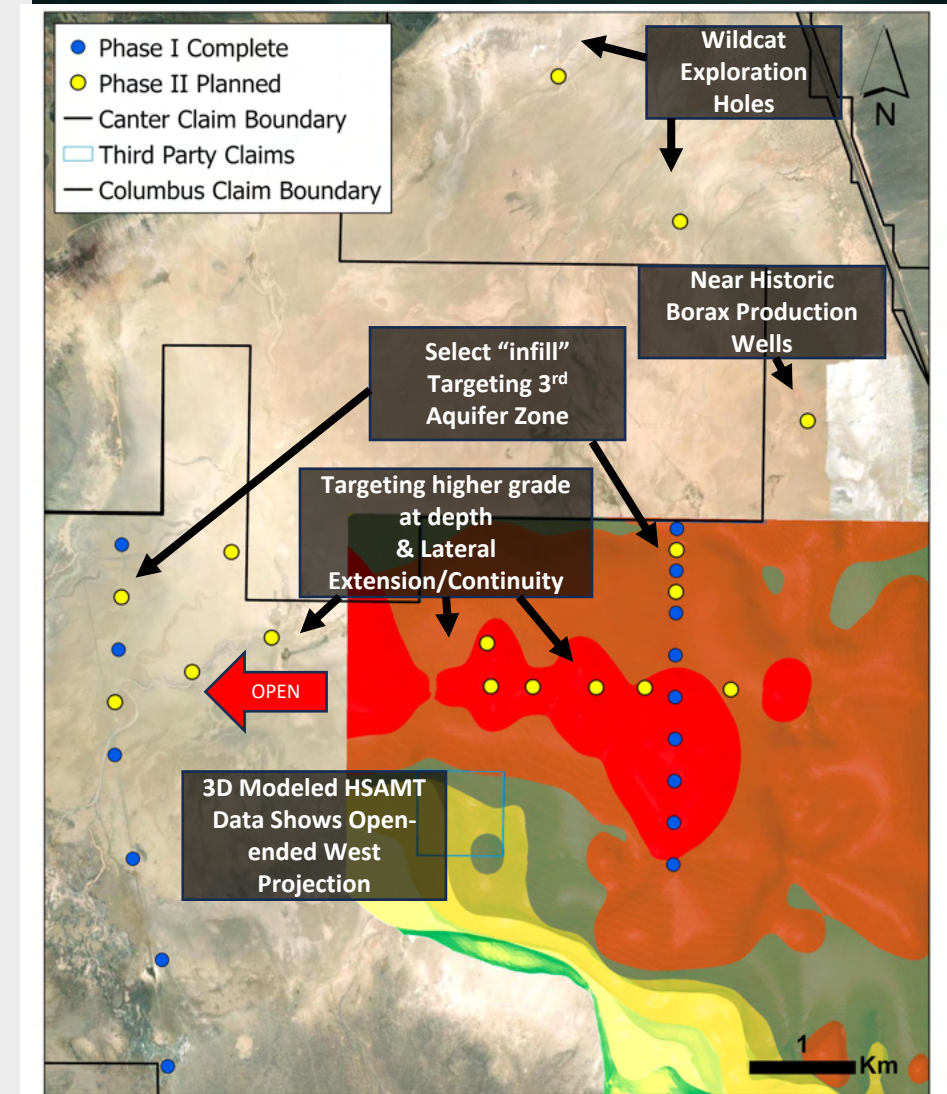 Phase I Complete
Phase II Planned
Canter Claim Boundary
Third Party Claims
Columbus Claim Boundary
Wildcat
Exploration
Holes
N
Near Historic
Borax Production
Wells
Select “infill”
Targeting 3rd
Aquifer Zone
Targeting higher grade
at depth
& Lateral
Extension/Continuity
OPEN
3D Modeled HSAMT
Data Shows Open-
ended West
Projection
1
Km